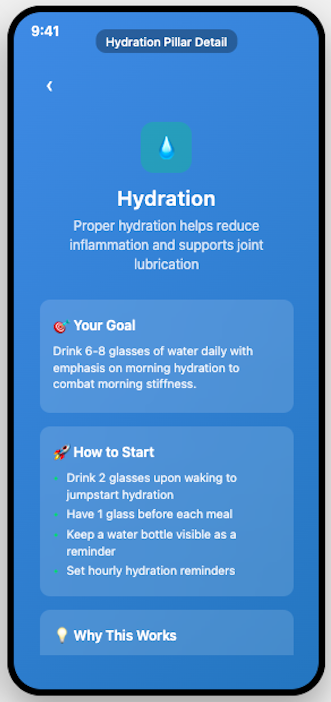 9:41
Hydration Pillar Detail
Hydration
Proper hydration helps reduce
inflammation and supports joint
lubrication
Your Goal
Drink 6-8 glasses of water daily with
emphasis on morning hydration to
combat morning stiffness.
How to Start
Drink 2 glasses upon waking to
jumpstart hydration
Have 1 glass before each meal
Keep a water bottle visible as a
reminder
Set hourly hydration reminders
Why This Works